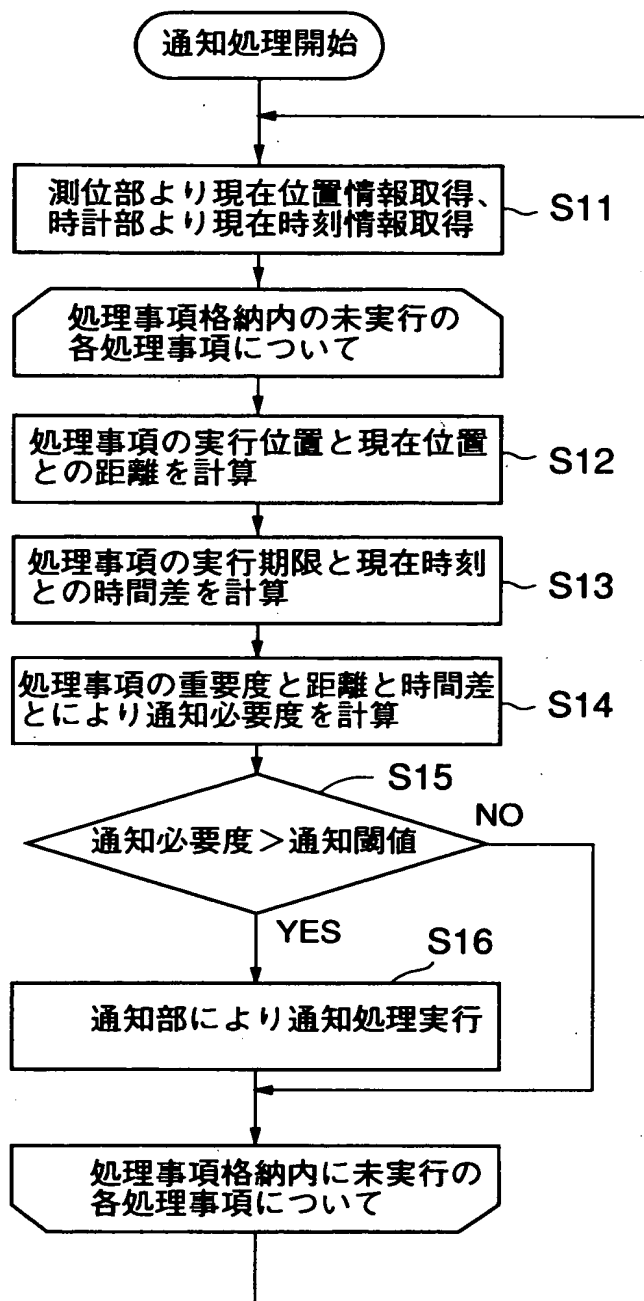 通知処理開始
測位部より現在位置情報取得、
時計部より現在時刻情報取得
S11
処理事項格納内の未実行の
各処理事項について
処理事項の実行位置と現在位置
との距離を計算
S12
処理事項の実行期限と現在時刻
との時間差を計算
S13
処理事項の重要度と距離と時間差
とにより通知必要度を計算
S14
S15
通知必要度>通知閾値
NO
YES
S16
通知部により通知処理実行
処理事項格納内に未実行の
各処理事項について